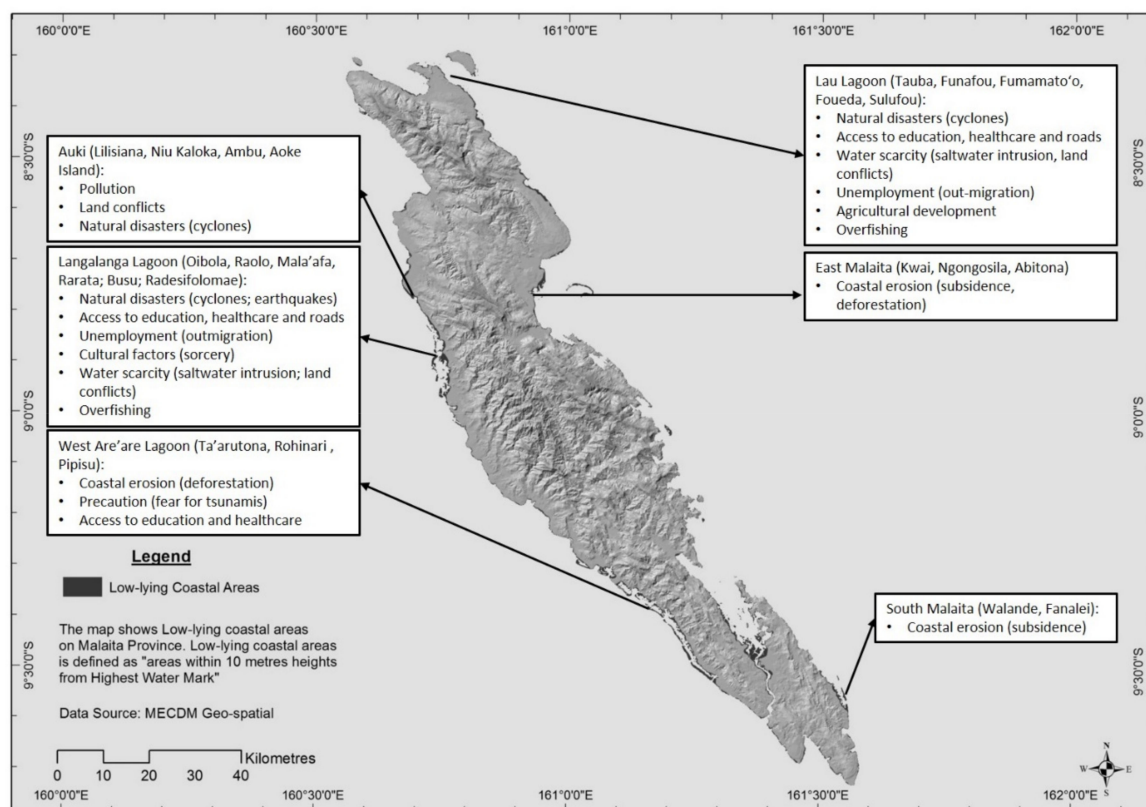 160°0'0"E
160°30'0"E
161°0'0"E
161°30'0"E
162°0'0"E
8°30'0"S
8°30'0"S
Lau Lagoon (Tauba, Funafou, Fumamato‘o,
Foueda, Sulufou):
• Natural disasters (cyclones)
• Access to education, healthcare and roads
• Water scarcity (saltwater intrusion, land
conflicts)
• Unemployment (out-migration)
• Agricultural development
• Overfishing
Auki (Lilisiana, Niu Kaloka, Ambu, Aoke
Island):
• Pollution
• Land conflicts
• Natural disasters (cyclones)
Langalanga Lagoon (Oibola, Raolo, Mala’afa,
Rarata; Busu; Radesifolomae):
• Natural disasters (cyclones; earthquakes)
• Access to education, healthcare and roads
• Unemployment (outmigration)
• Cultural factors (sorcery)
• Water scarcity (saltwater intrusion; land
conflicts)
• Overfishing
East Malaita (Kwai, Ngongosila, Abitona)
• Coastal erosion (subsidence,
deforestation)
9°0'0"S
9°0'0"S
West Are’are Lagoon (Ta’arutona, Rohinari ,
Pipisu):
• Coastal erosion (deforestation)
• Precaution (fear for tsunamis)
• Access to education and healthcare
South Malaita (Walande, Fanalei):
• Coastal erosion (subsidence)
9°30'0"S
9°30'0"S
Legend
Low-lying Coastal Areas
The map shows Low-lying coastal areas
on Malaita Province. Low-lying coastal areas
is defined as "areas within 10 metres heights
from Highest Water Mark"
Data Source: MECDM Geo-spatial
Kilometres
0 10 20 30 40
N
W E
S
160°0'0"E
160°30'0"E
161°0'0"E
161°30'0"E
162°0'0"E